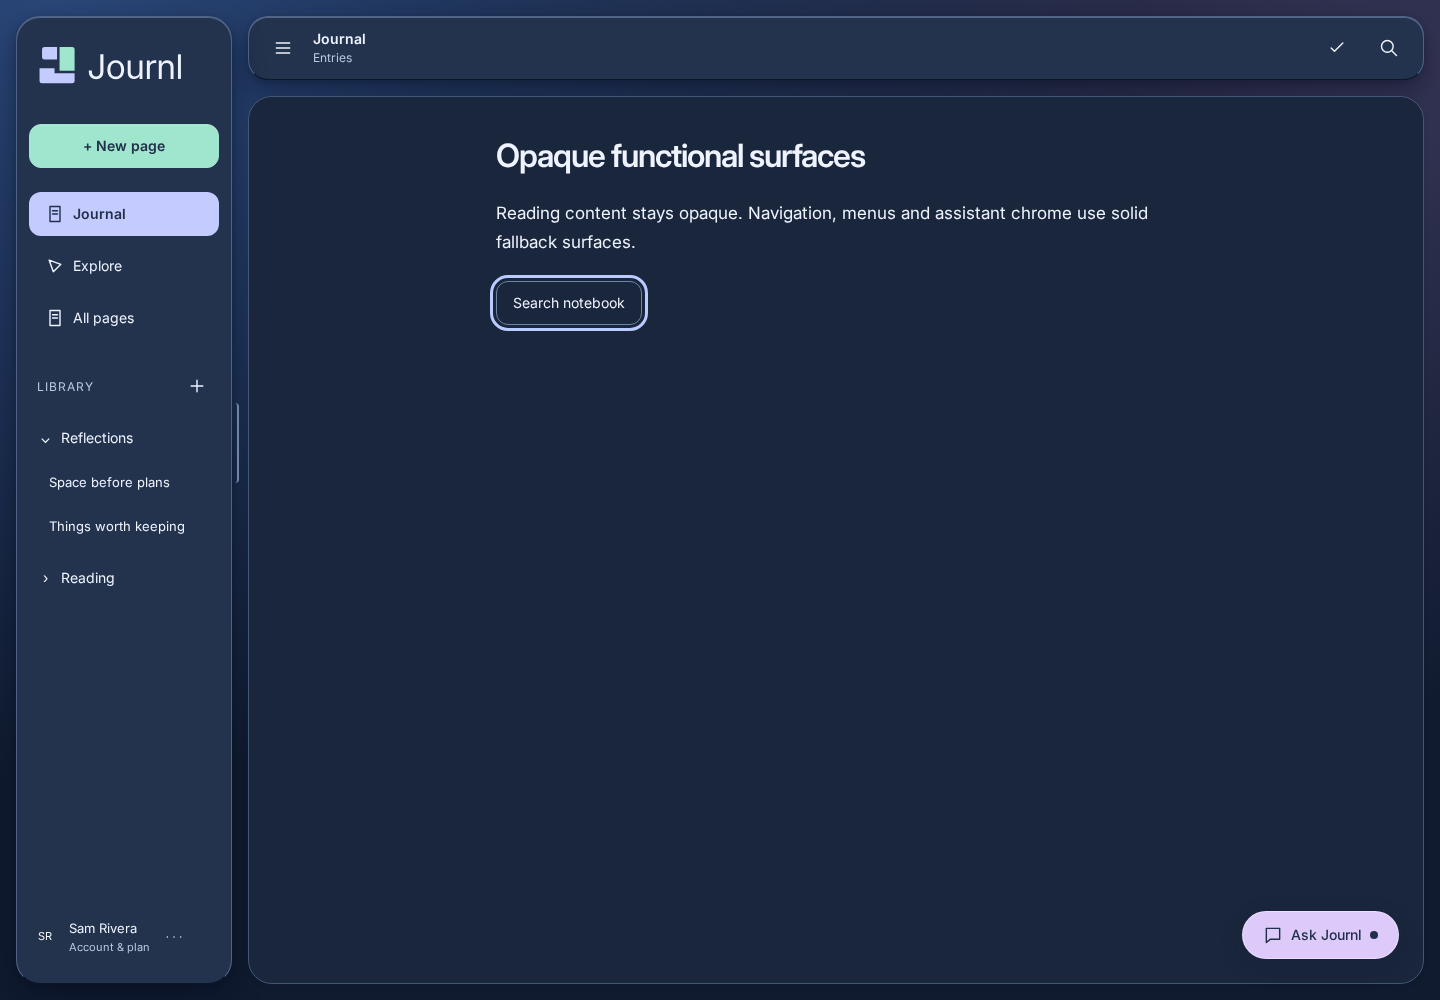 Journl
+ New page
Journal
Explore
All pages
LIBRARY
Reflections
Space before plans
Things worth keeping
Reading
SR
Sam Rivera
Account & plan
...
Journal
Entries
Opaque functional surfaces
Reading content stays opaque. Navigation, menus and assistant chrome use solid
fallback surfaces.
Search notebook
Ask Journl